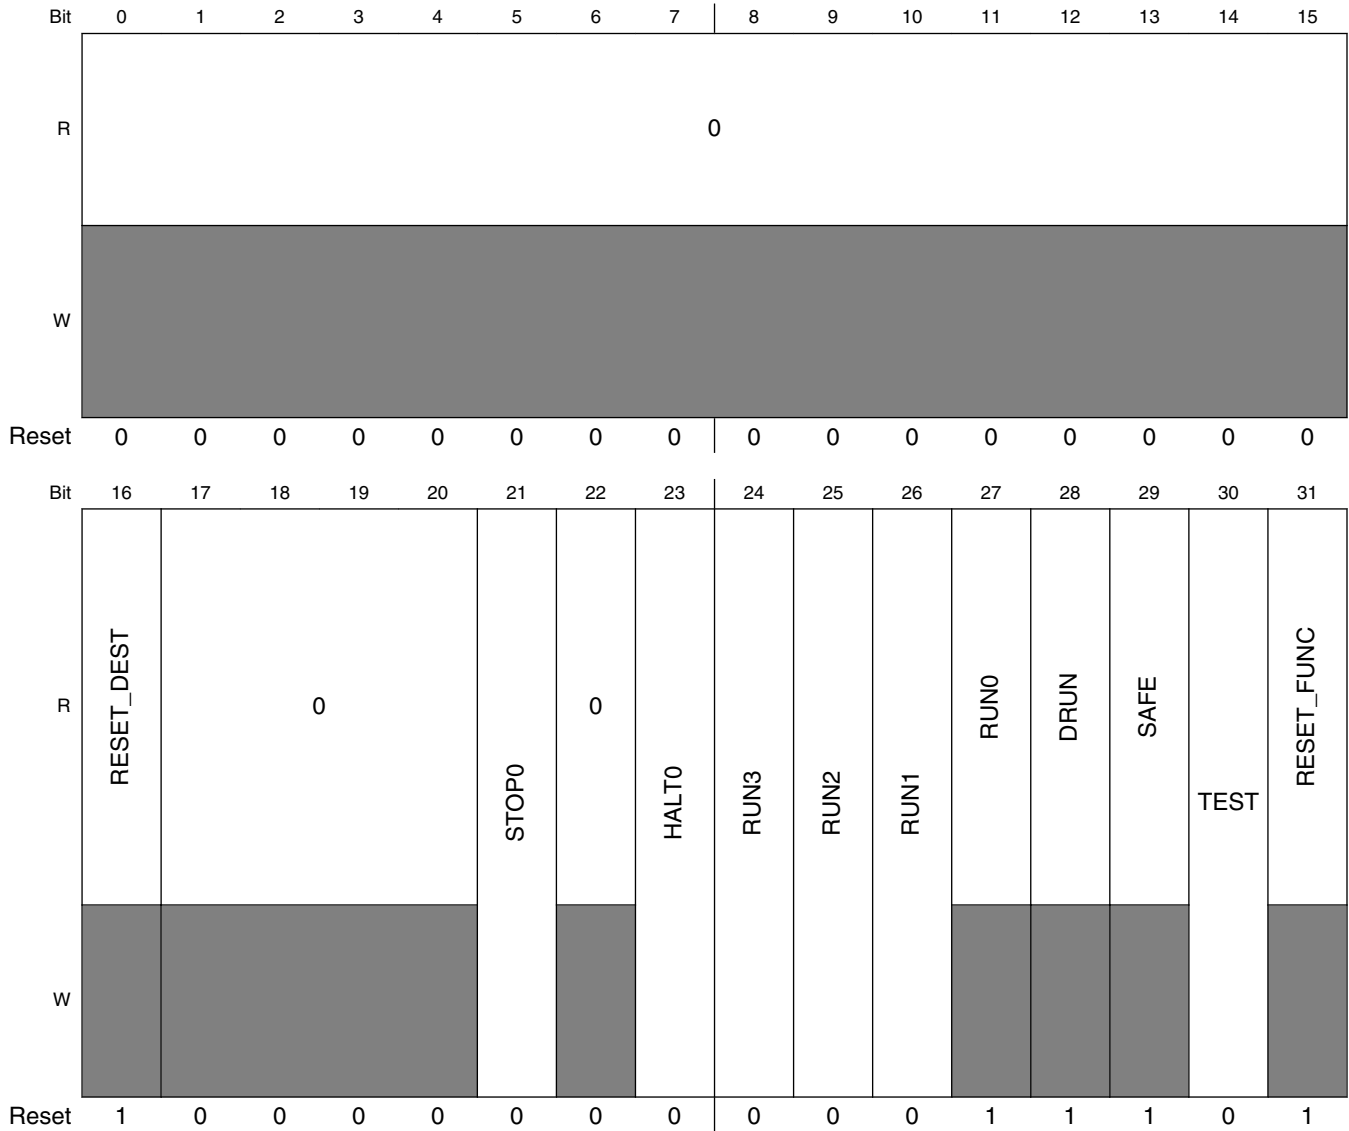 Bit 0 1 2 3 4 5 6 7 8 9 10 11 12 13 14 15
R 0
W
Reset 0 0 0 0 0 0 0 0 0 0 0 0 0 0 0 0
Bit 16 17 18 19 20 21 22 23 24 25 26 27 28 29 30 31
R RESET_DEST 0 STOP0 0 HALT0 RUN3 RUN2 RUN1 RUN0 DRUN SAFE TEST RESET_FUNC
W
Reset 1 0 0 0 0 0 0 0 0 0 0 1 1 1 0 1